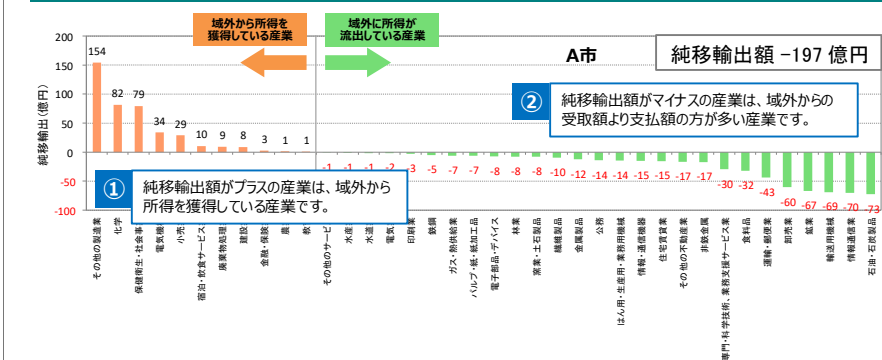 域外から所得を
獲得している産業
域外に所得が
流出している産業
A市
純移輸出額 -197 億円
純移輸出(億円)
200
150
100
50
0
-50
-100
154
82
79
34
29
10
9
8
3
1
1
-1
-1
-1
-2
-3
-5
-7
-7
-8
-8
-8
-10
-12
-14
-14
-15
-15
-17
-17
-30
-32
-43
-60
-67
-69
-70
-73
②
純移輸出額がマイナスの産業は、域外からの
受取額より支払額の方が多い産業です。
①
純移輸出額がプラスの産業は、域外から
所得を獲得している産業です。
その他の製造業
化学
保健衛生・社会事
電気機
小売
宿泊・飲食サービス
廃棄物処理
建設
金融・保険
農
教
その他のサービ
水産
水道
電気
印刷業
鉄鋼
ガス・熱供給業
パルプ・紙・紙加工品
電子部品・デバイス
林業
窯業・土石製品
繊維製品
金属製品
公務
はん用・生産用・業務用機械
情報・通信機器
住宅賃貸業
その他の不動産業
非鉄金属
専門・科学技術、業務支援サービス業
食料品
運輸・郵便業
卸売業
鉱業
輸送用機械
情報通信業
石油・石炭製品